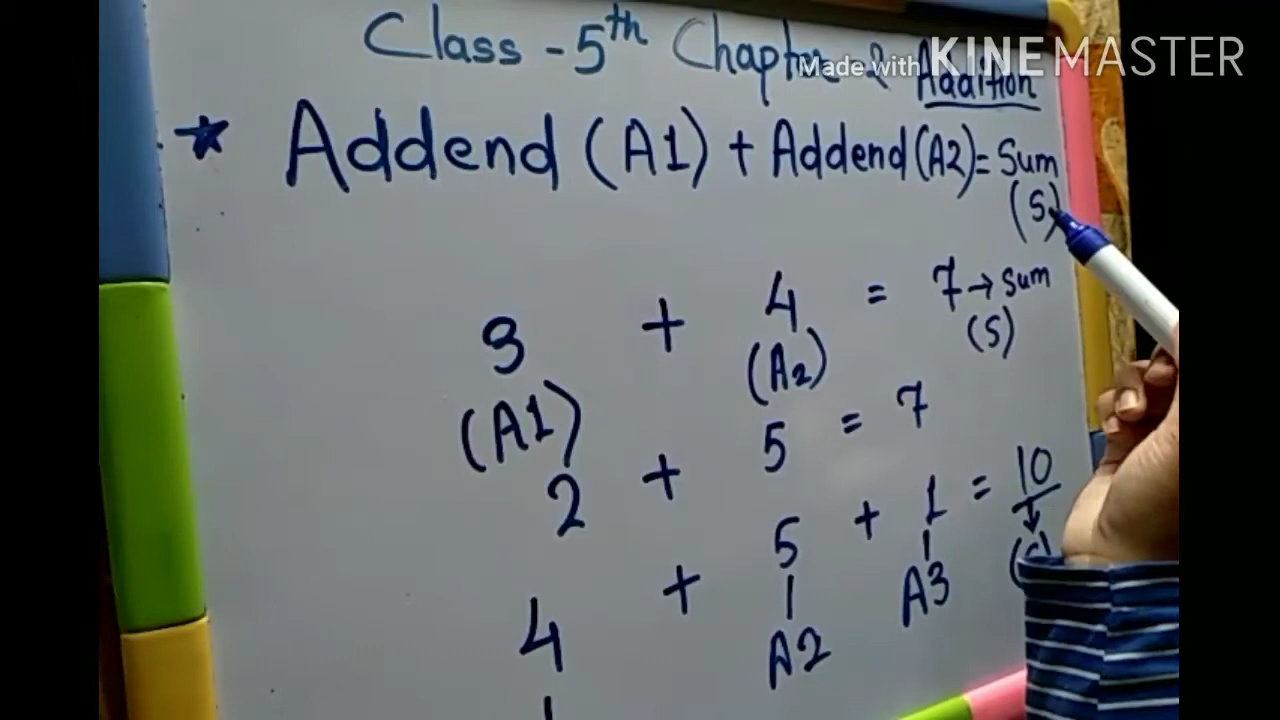 Class - 5th Chapter 2 Addition
Made with KINEMASTER
★ Addend (A1) + Addend (A2) = Sum
(S)
3 + 4 = 7 → Sum
(A1) (A2) (S)
2 + 5 = 7
4 + 5 + 1 = 10
A2 A3